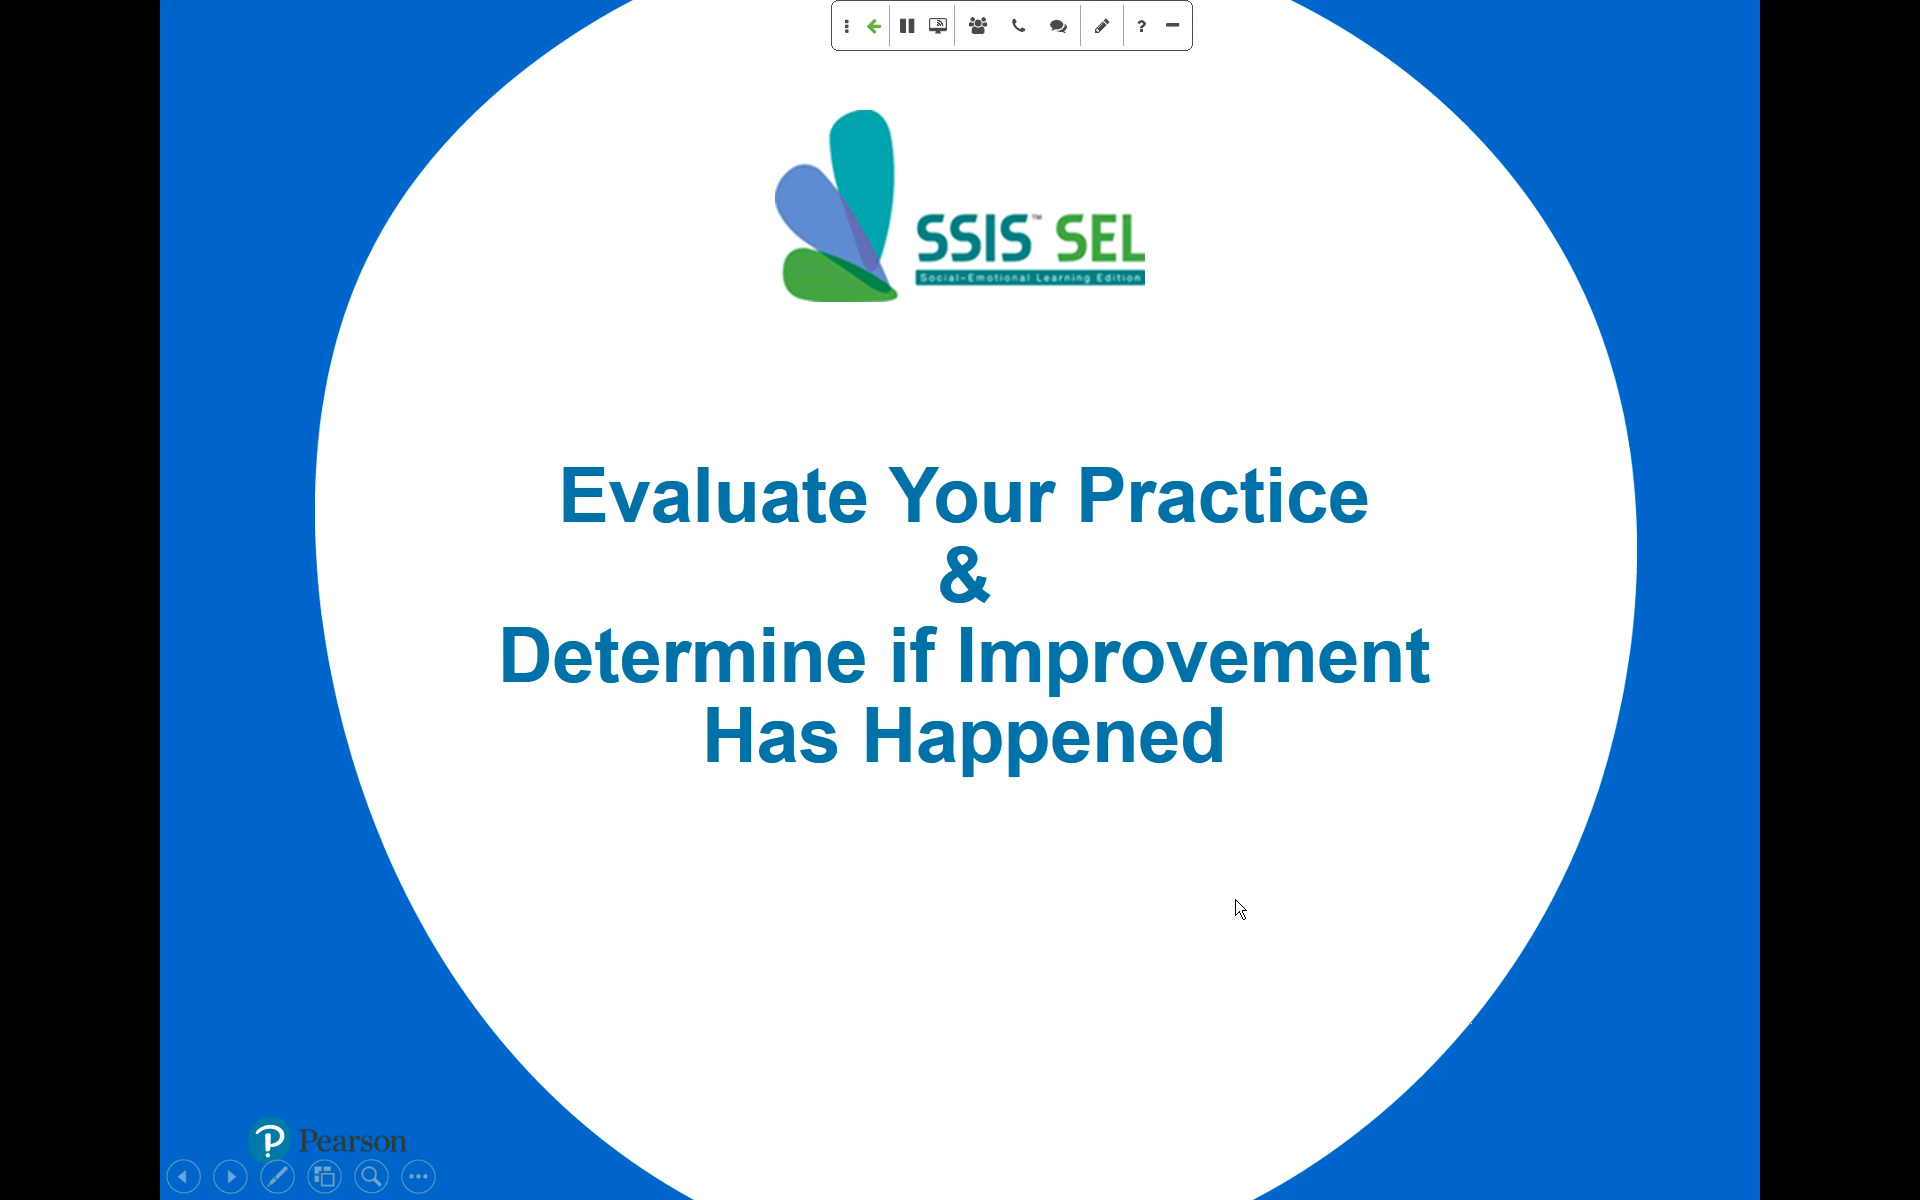 SSIS™ SEL
Social-Emotional Learning Edition
Evaluate Your Practice
&
Determine if Improvement
Has Happened
Pearson